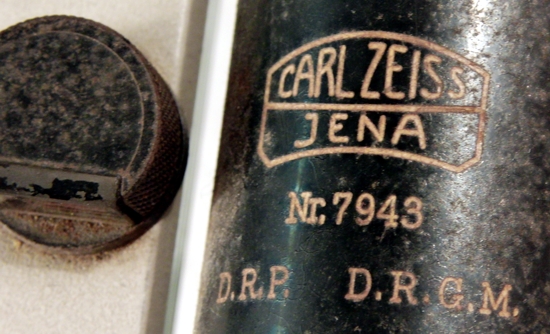 CARL ZEISS
JENA
Nr. 7943
D.R.P. D.R.G.M.